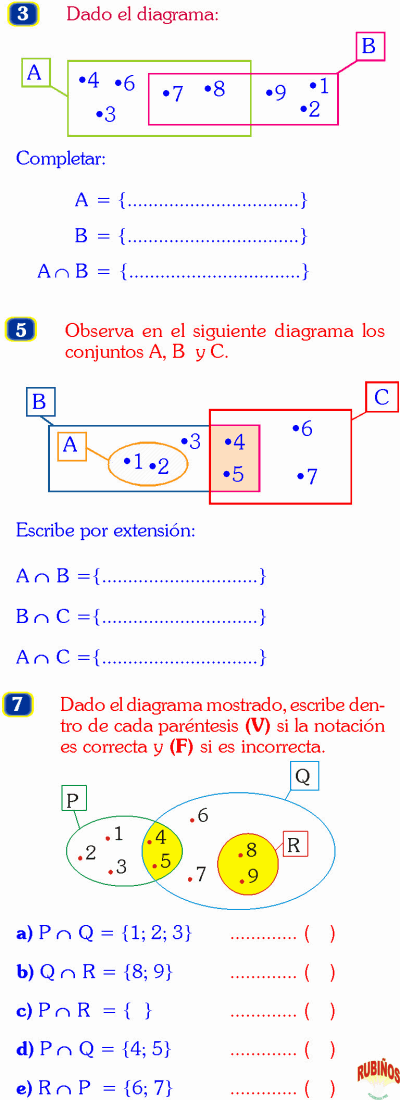 3 Dado el diagrama:
A B
•4 •6 •7 •8 •9 •1
•3 •2
Completar:
A = {.................................}
B = {.................................}
A ∩ B = {.................................}
5 Observa en el siguiente diagrama los
conjuntos A, B y C.
B C
A •3 •4 •6
•1 •2 •5 •7
Escribe por extensión:
A ∩ B ={..............................}
B ∩ C ={..............................}
A ∩ C ={..............................}
7 Dado el diagrama mostrado, escribe den-
tro de cada paréntesis (V) si la notación
es correcta y (F) si es incorrecta.
P Q
•1 •4 •6 R
•2 •3 •5 •7 •8
•9
a) P ∩ Q = {1; 2; 3} ............. ( )
b) Q ∩ R = {8; 9} ............. ( )
c) P ∩ R = { } ............. ( )
d) P ∩ Q = {4; 5} ............. ( )
e) R ∩ P = {6; 7} ............. ( )
RUBIÑOS